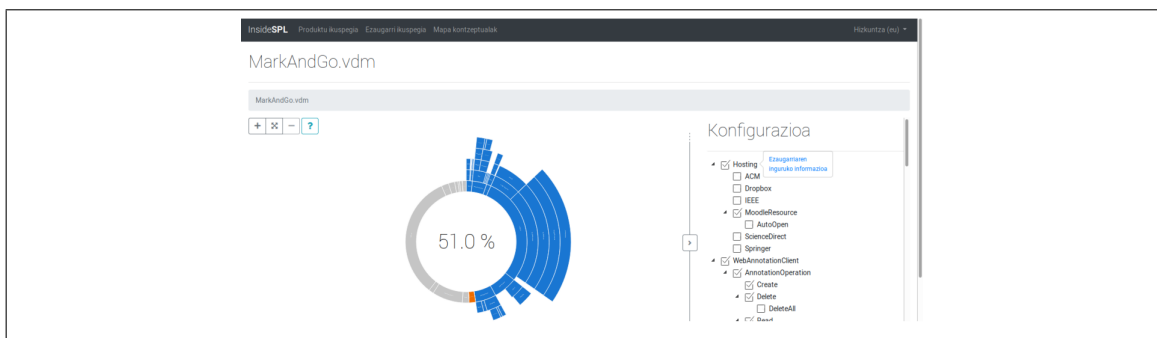 InsideSPL Produktu ikuspegia Ezaugarri ikuspegia Mapa kontzeptualak Hizkuntza (eu)
MarkAndGo.vdm
MarkAndGo.vdm
+ − ?
51.0 %
>
Konfigurazioa
Hosting
Ezaugarriaren
inguruko informazioa
ACM
Dropbox
IEEE
MoodleResource
AutoOpen
ScienceDirect
Springer
WebAnnotationClient
AnnotationOperation
Create
Delete
DeleteAll
Read